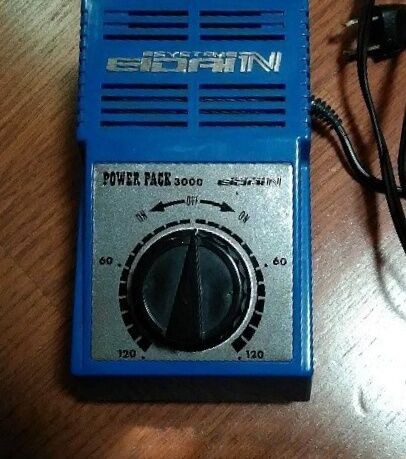 SYSTEMS
EIDAI N
POWER PACK 3000 EIDAI N
ON OFF ON
60 60
120 120